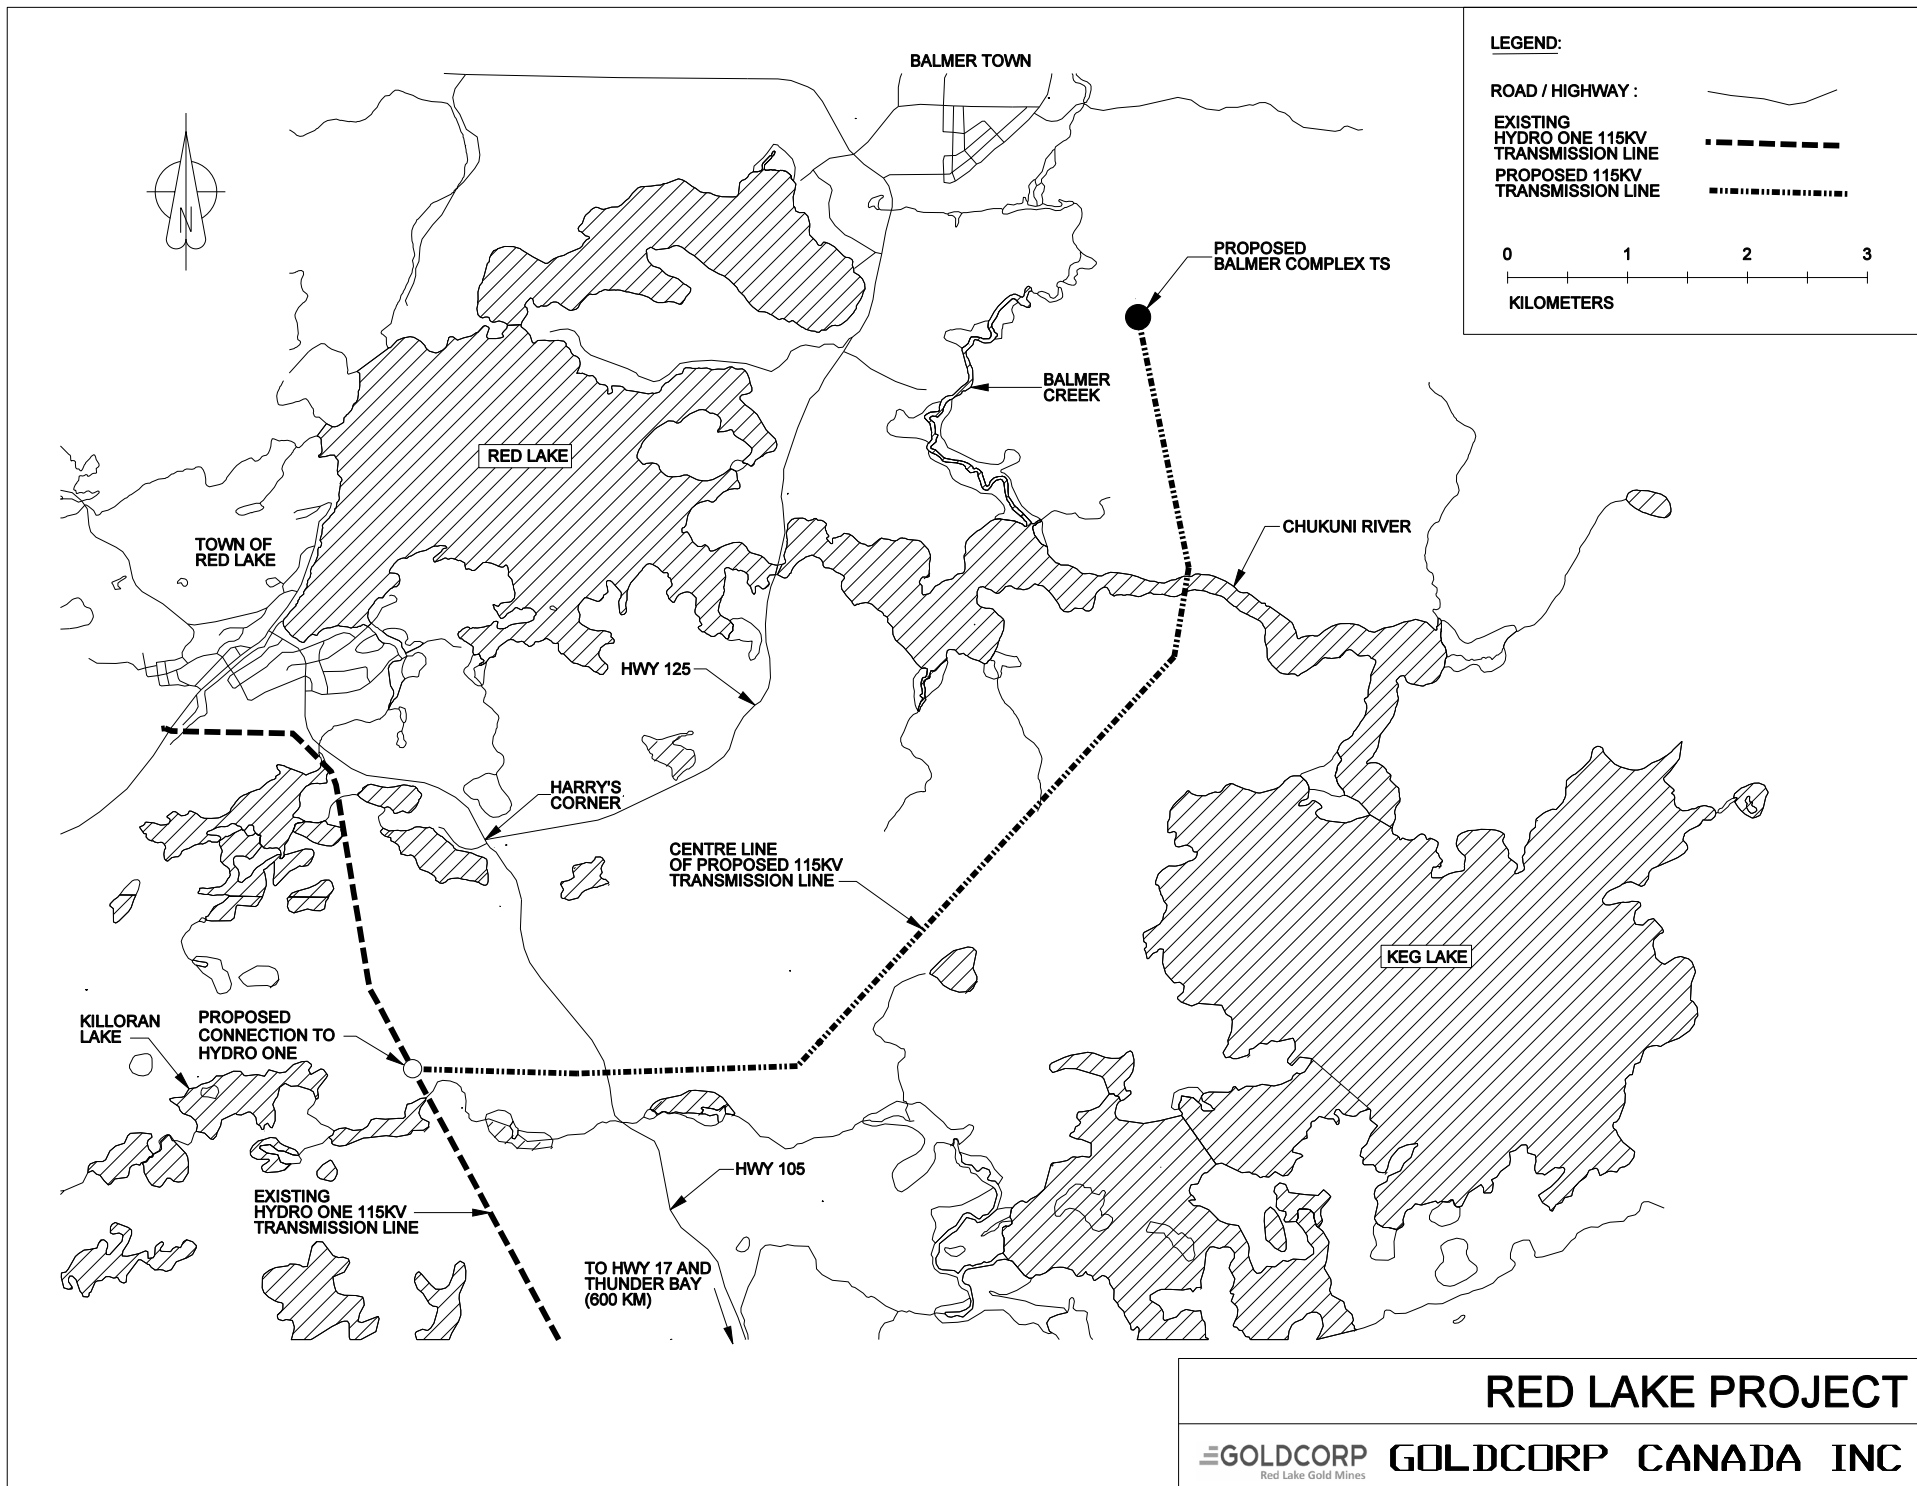 BALMER TOWN
LEGEND:
ROAD / HIGHWAY :
EXISTING
HYDRO ONE 115KV
TRANSMISSION LINE
PROPOSED 115KV
TRANSMISSION LINE
0 1 2 3
KILOMETERS
N
PROPOSED
BALMER COMPLEX TS
BALMER
CREEK
RED LAKE
CHUKUNI RIVER
TOWN OF
RED LAKE
HWY 125
HARRY'S
CORNER
CENTRE LINE
OF PROPOSED 115KV
TRANSMISSION LINE
KEG LAKE
KILLORAN
LAKE
PROPOSED
CONNECTION TO
HYDRO ONE
HWY 105
EXISTING
HYDRO ONE 115KV
TRANSMISSION LINE
TO HWY 17 AND
THUNDER BAY
(600 KM)
RED LAKE PROJECT
GOLDCORP
Red Lake Gold Mines
GOLDCORP CANADA INC